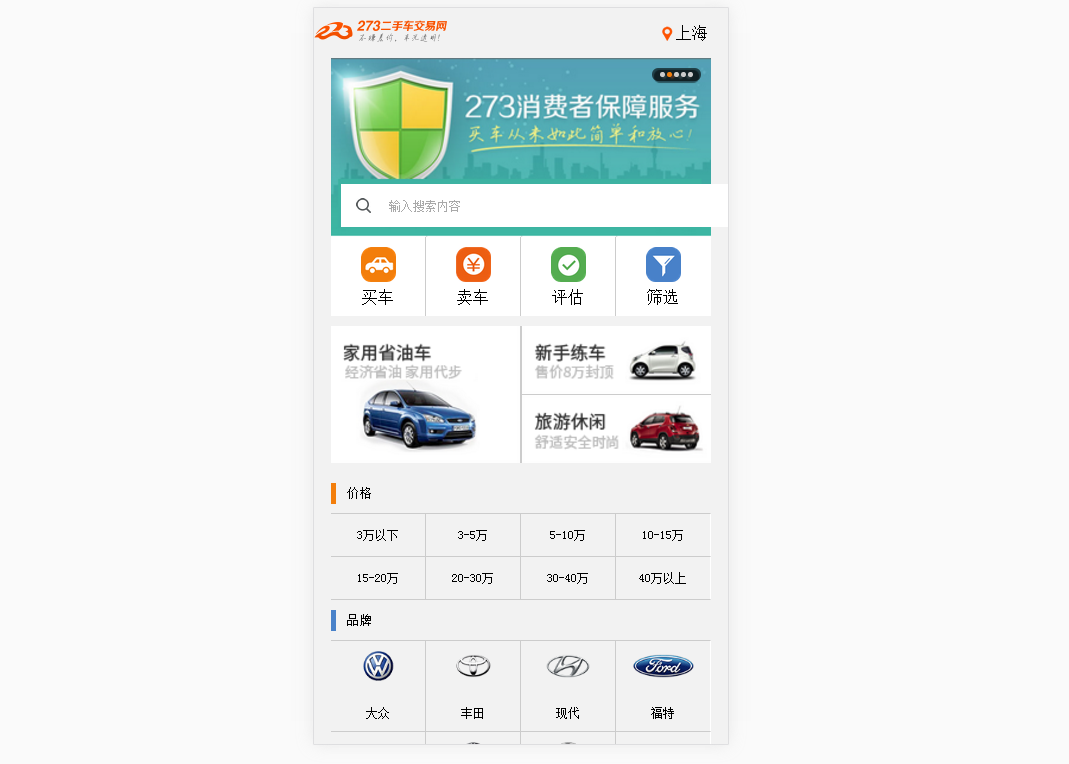 273二手车交易网
不赚差价，车况透明！
上海
273消费者保障服务
买车从未如此简单和放心！
输入搜索内容
买车 卖车 评估 筛选
家用省油车
经济省油 家用代步
新手练车
售价8万封顶
旅游休闲
舒适安全时尚
价格
3万以下 3-5万 5-10万 10-15万
15-20万 20-30万 30-40万 40万以上
品牌
Ford
大众 丰田 现代 福特